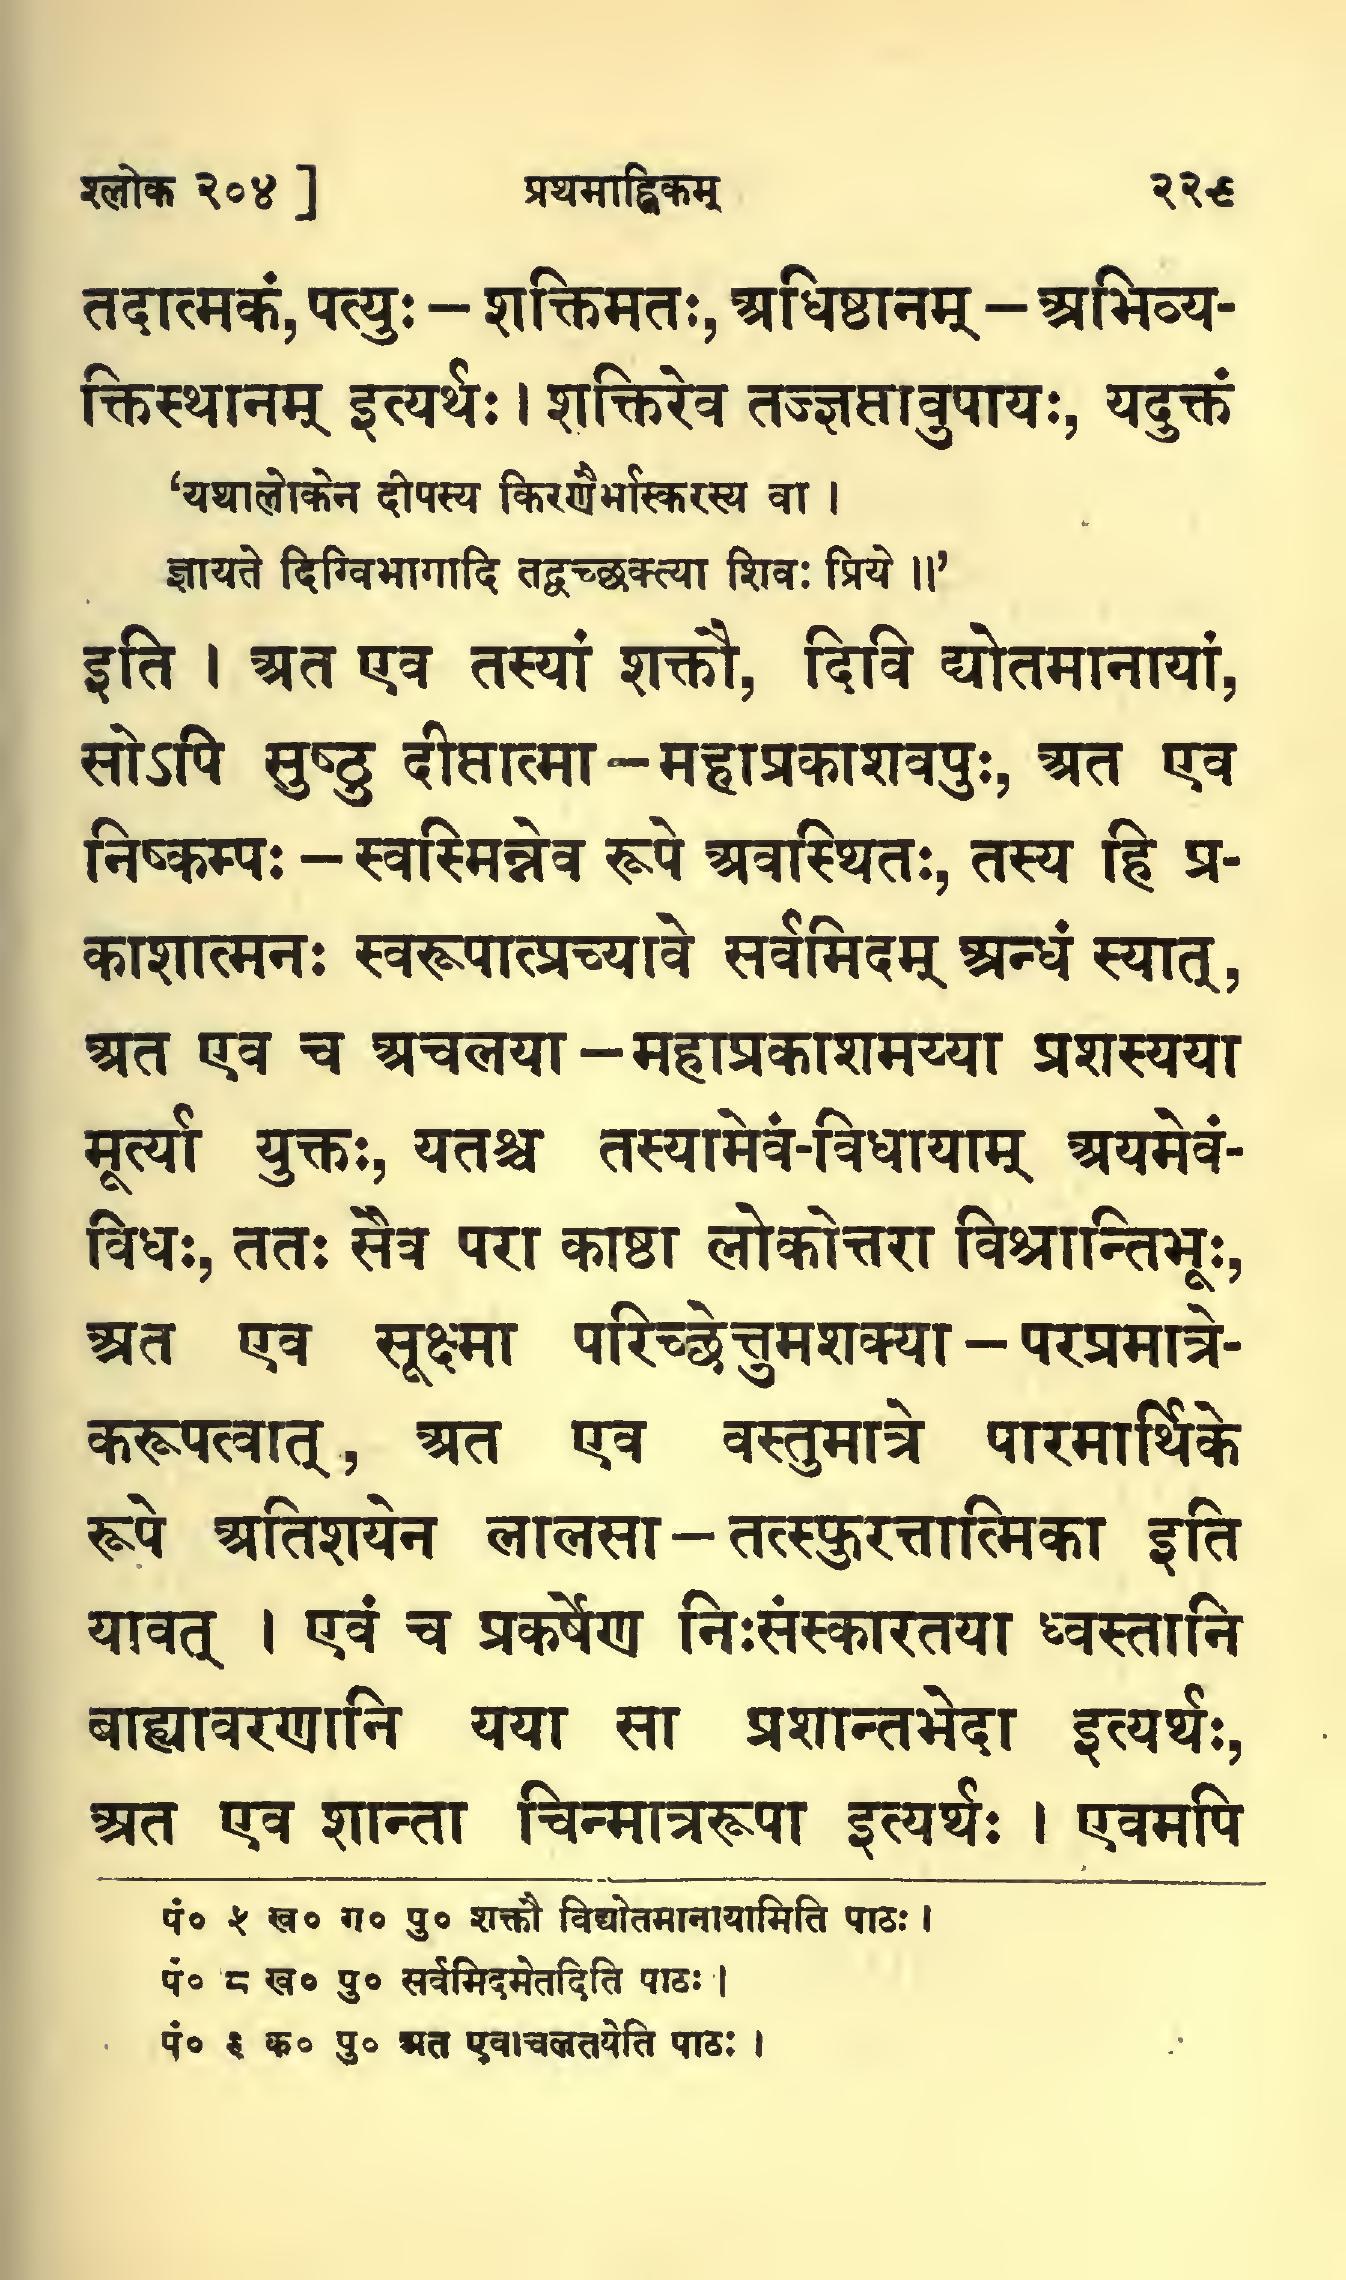 श्लोक २०४ ] प्रथमाह्निकम् २२९
तदात्मकं, पत्युः — शक्तिमतः, अधिष्ठानम् — अभिव्य-
क्तिस्थानम् इत्यर्थः । शक्तिरेव तज्ज्ञप्तावुपायः, यदुक्तं
‘यथालोकेन दीपस्य किरणैर्भास्करस्य वा ।
ज्ञायते दिग्विभागादि तद्वच्छक्त्या शिवः प्रिये ॥’
इति । अत एव तस्यां शक्तौ, दिवि द्योतमानायां,
सोऽपि सुष्ठु दीप्तात्मा — महाप्रकाशवपुः, अत एव
निष्कम्पः — स्वस्मिन्नेव रूपे अवस्थितः, तस्य हि प्र-
काशात्मनः स्वरूपात्प्रच्यावे सर्वमिदम् अन्धं स्यात्,
अत एव च अचलया — महाप्रकाशमय्या प्रशस्यया
मूर्त्या युक्तः, यतश्च तस्यामेवं-विधायाम् अयमेवं-
विधः, ततः सैव परा काष्ठा लोकोत्तरा विश्रान्तिभूः,
अत एव सूक्ष्मा परिच्छेत्तुमशक्या — परप्रमात्रे-
करूपत्वात्, अत एव वस्तुमात्रे पारमार्थिके
रूपे अतिशयेन लालसा — तत्स्फुरत्तात्मिका इति
यावत् । एवं च प्रकर्षेण निःसंस्कारतया ध्वस्तानि
बाह्यावरणानि यया सा प्रशान्तभेदा इत्यर्थः,
अत एव शान्ता चिन्मात्ररूपा इत्यर्थः । एवमपि
पं० ५ ख० ग० पु० शक्तौ विद्योतमानायामिति पाठः ।
पं० ८ ख० पु० सर्वमिदमेतदिति पाठः ।
पं० ९ क० पु० अत एवाचलतयेति पाठः ।